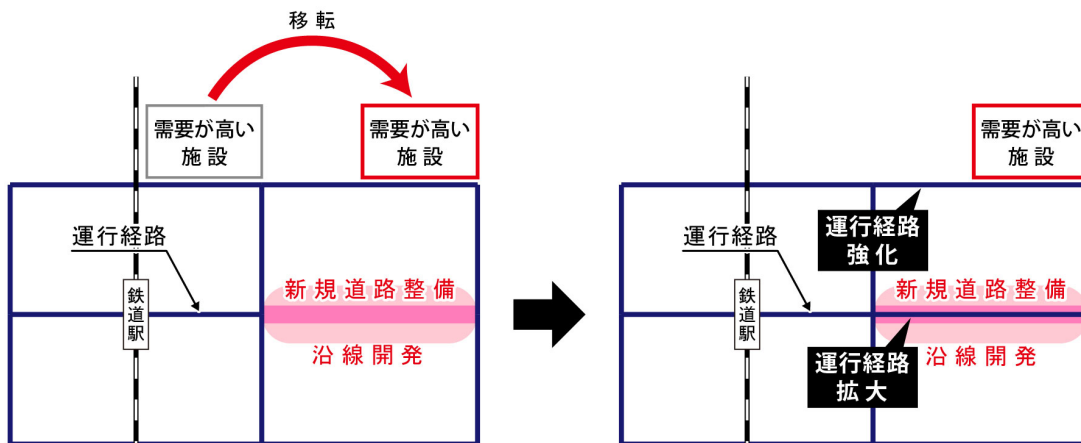 移転
需要が高い
施設
需要が高い
施設
運行経路
鉄道駅
新規道路整備
沿線開発
需要が高い
施設
運行経路
強化
運行経路
鉄道駅
新規道路整備
運行経路
拡大
沿線開発